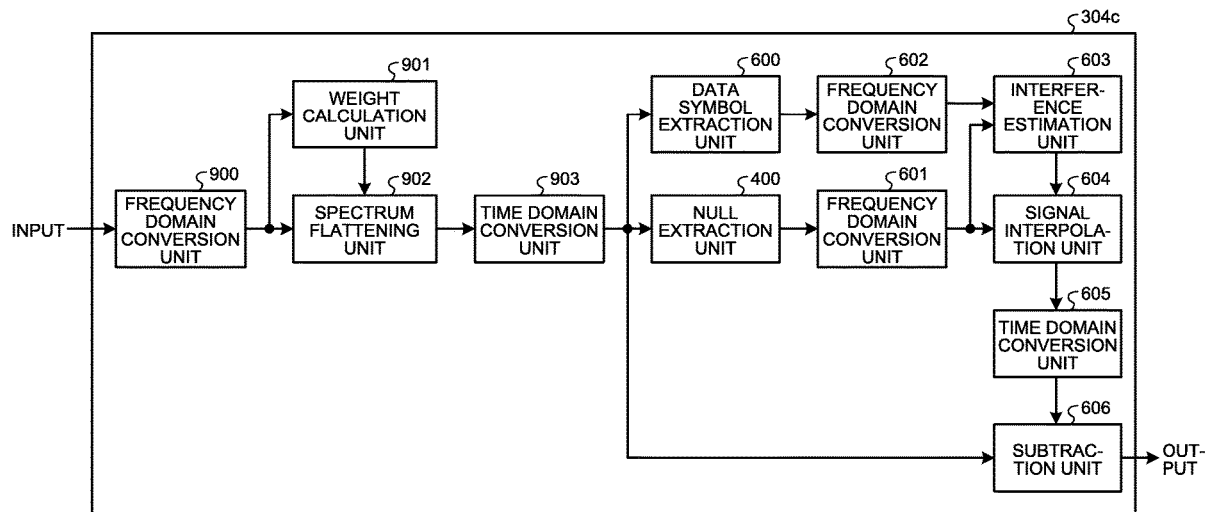 304c
901
WEIGHT
CALCULATION
UNIT
600
DATA
SYMBOL
EXTRACTION
UNIT
602
FREQUENCY
DOMAIN
CONVERSION
UNIT
603
INTERFER-
ENCE
ESTIMATION
UNIT
INPUT
900
FREQUENCY
DOMAIN
CONVERSION
UNIT
902
SPECTRUM
FLATTENING
UNIT
903
TIME DOMAIN
CONVERSION
UNIT
400
NULL
EXTRACTION
UNIT
601
FREQUENCY
DOMAIN
CONVERSION
UNIT
604
SIGNAL
INTERPOLA-
TION UNIT
605
TIME DOMAIN
CONVERSION
UNIT
606
SUBTRAC-
TION UNIT
OUT-
PUT